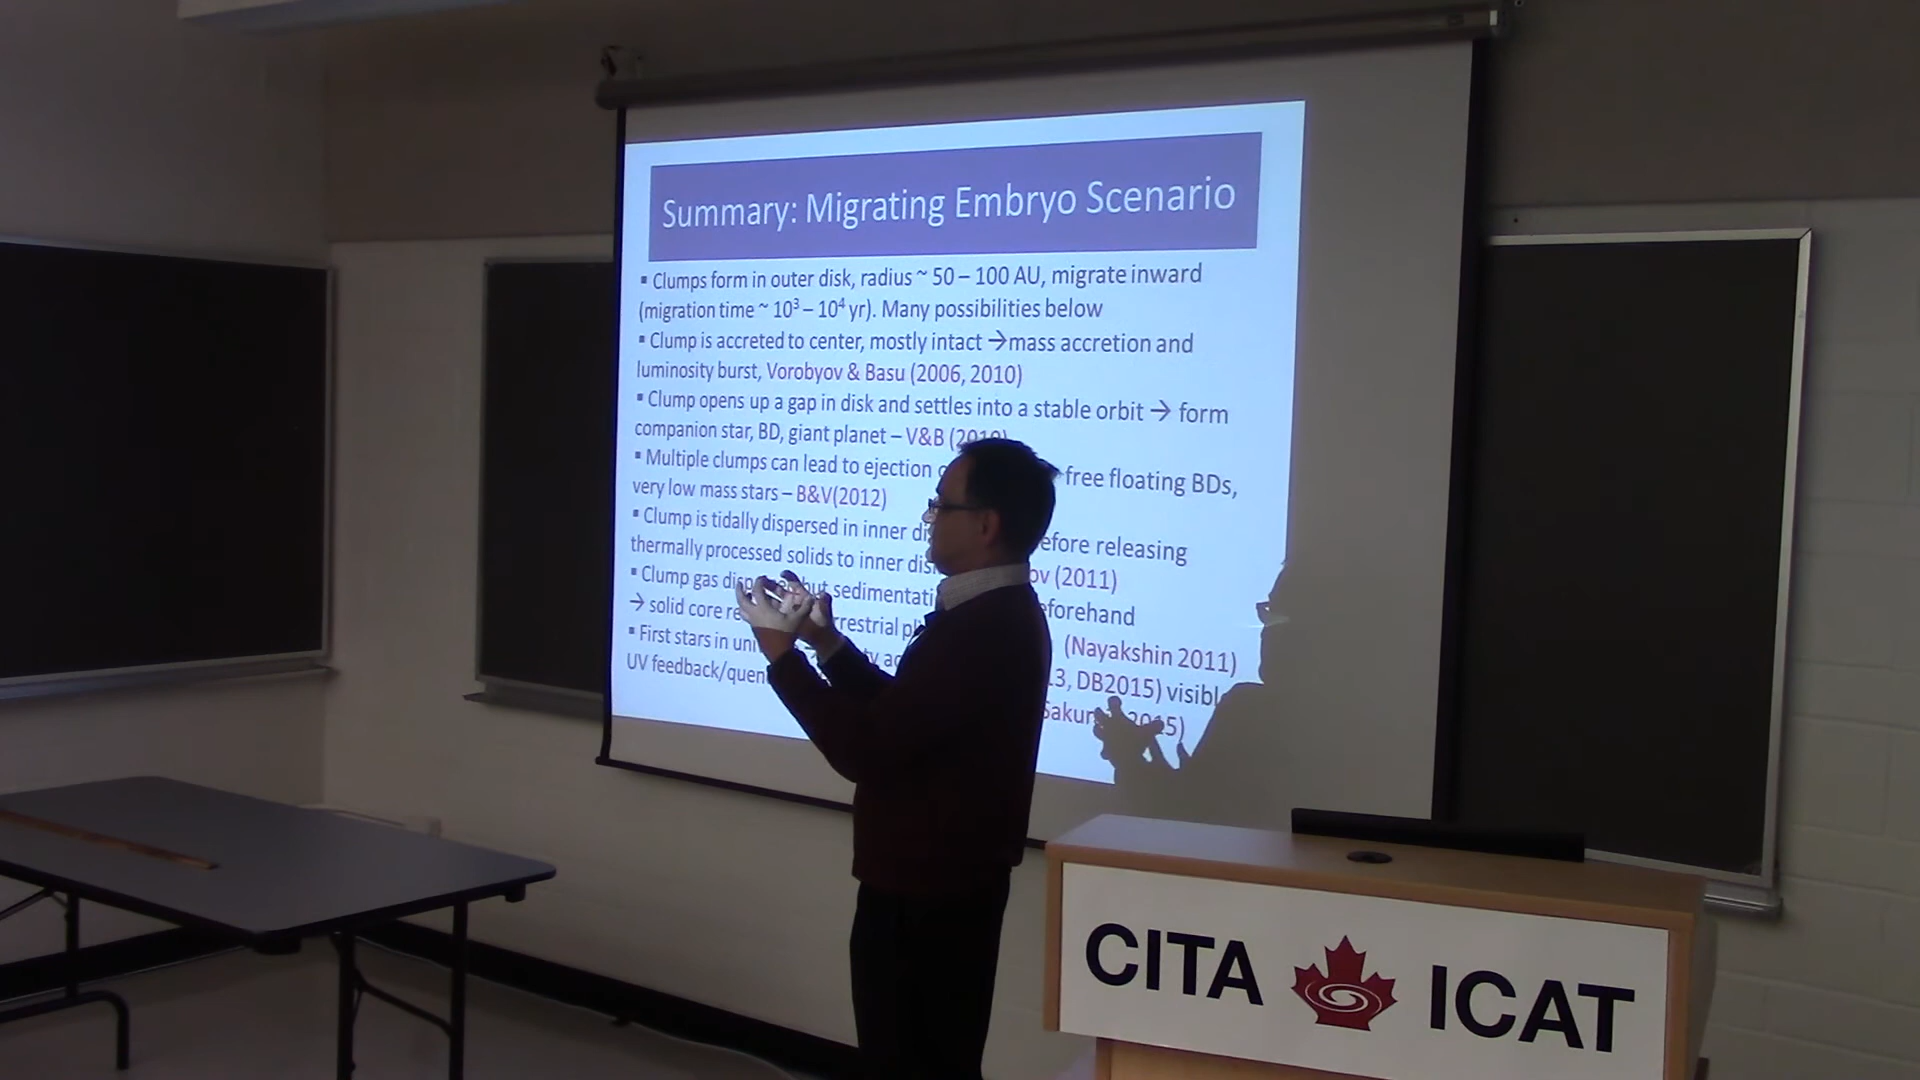 Summary: Migrating Embryo Scenario
▪ Clumps form in outer disk, radius ~ 50 – 100 AU, migrate inward
(migration time ~ 10³ – 10⁴ yr). Many possibilities below
▪ Clump is accreted to center, mostly intact → mass accretion and
luminosity burst, Vorobyov & Basu (2006, 2010)
▪ Clump opens up a gap in disk and settles into a stable orbit → form
companion star, BD, giant planet – V&B
▪ Multiple clumps can lead to ejection free floating BDs,
very low mass stars – B&V(2012)
▪ Clump is tidally dispersed in inner before releasing
thermally processed solids to inner (2011)
▪ Clump gas but beforehand
→ solid core (Nayakshin 2011)
▪ First stars in DB2015) visible
UV 
CITA ICAT